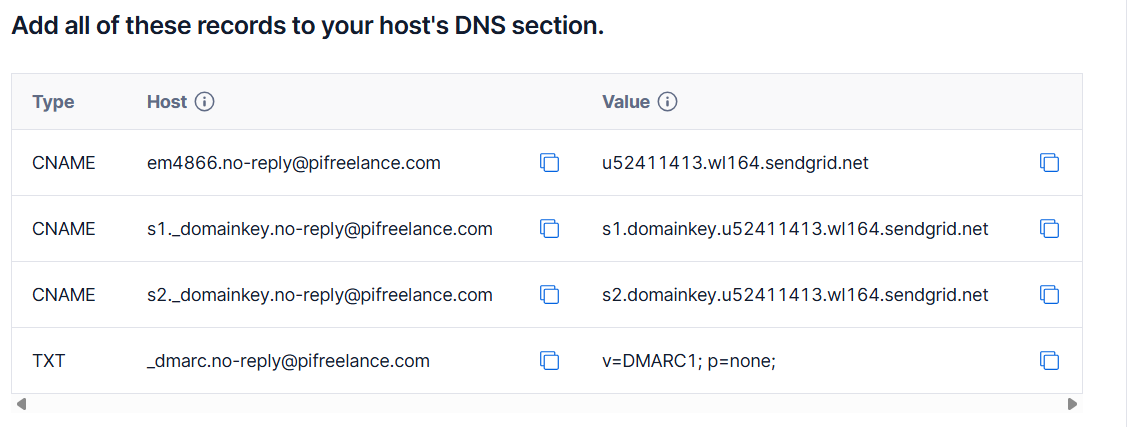 Add all of these records to your host's DNS section.
Type Host Value
CNAME em4866.no-reply@pifreelance.com u52411413.wl164.sendgrid.net
CNAME s1._domainkey.no-reply@pifreelance.com s1.domainkey.u52411413.wl164.sendgrid.net
CNAME s2._domainkey.no-reply@pifreelance.com s2.domainkey.u52411413.wl164.sendgrid.net
TXT _dmarc.no-reply@pifreelance.com v=DMARC1; p=none;